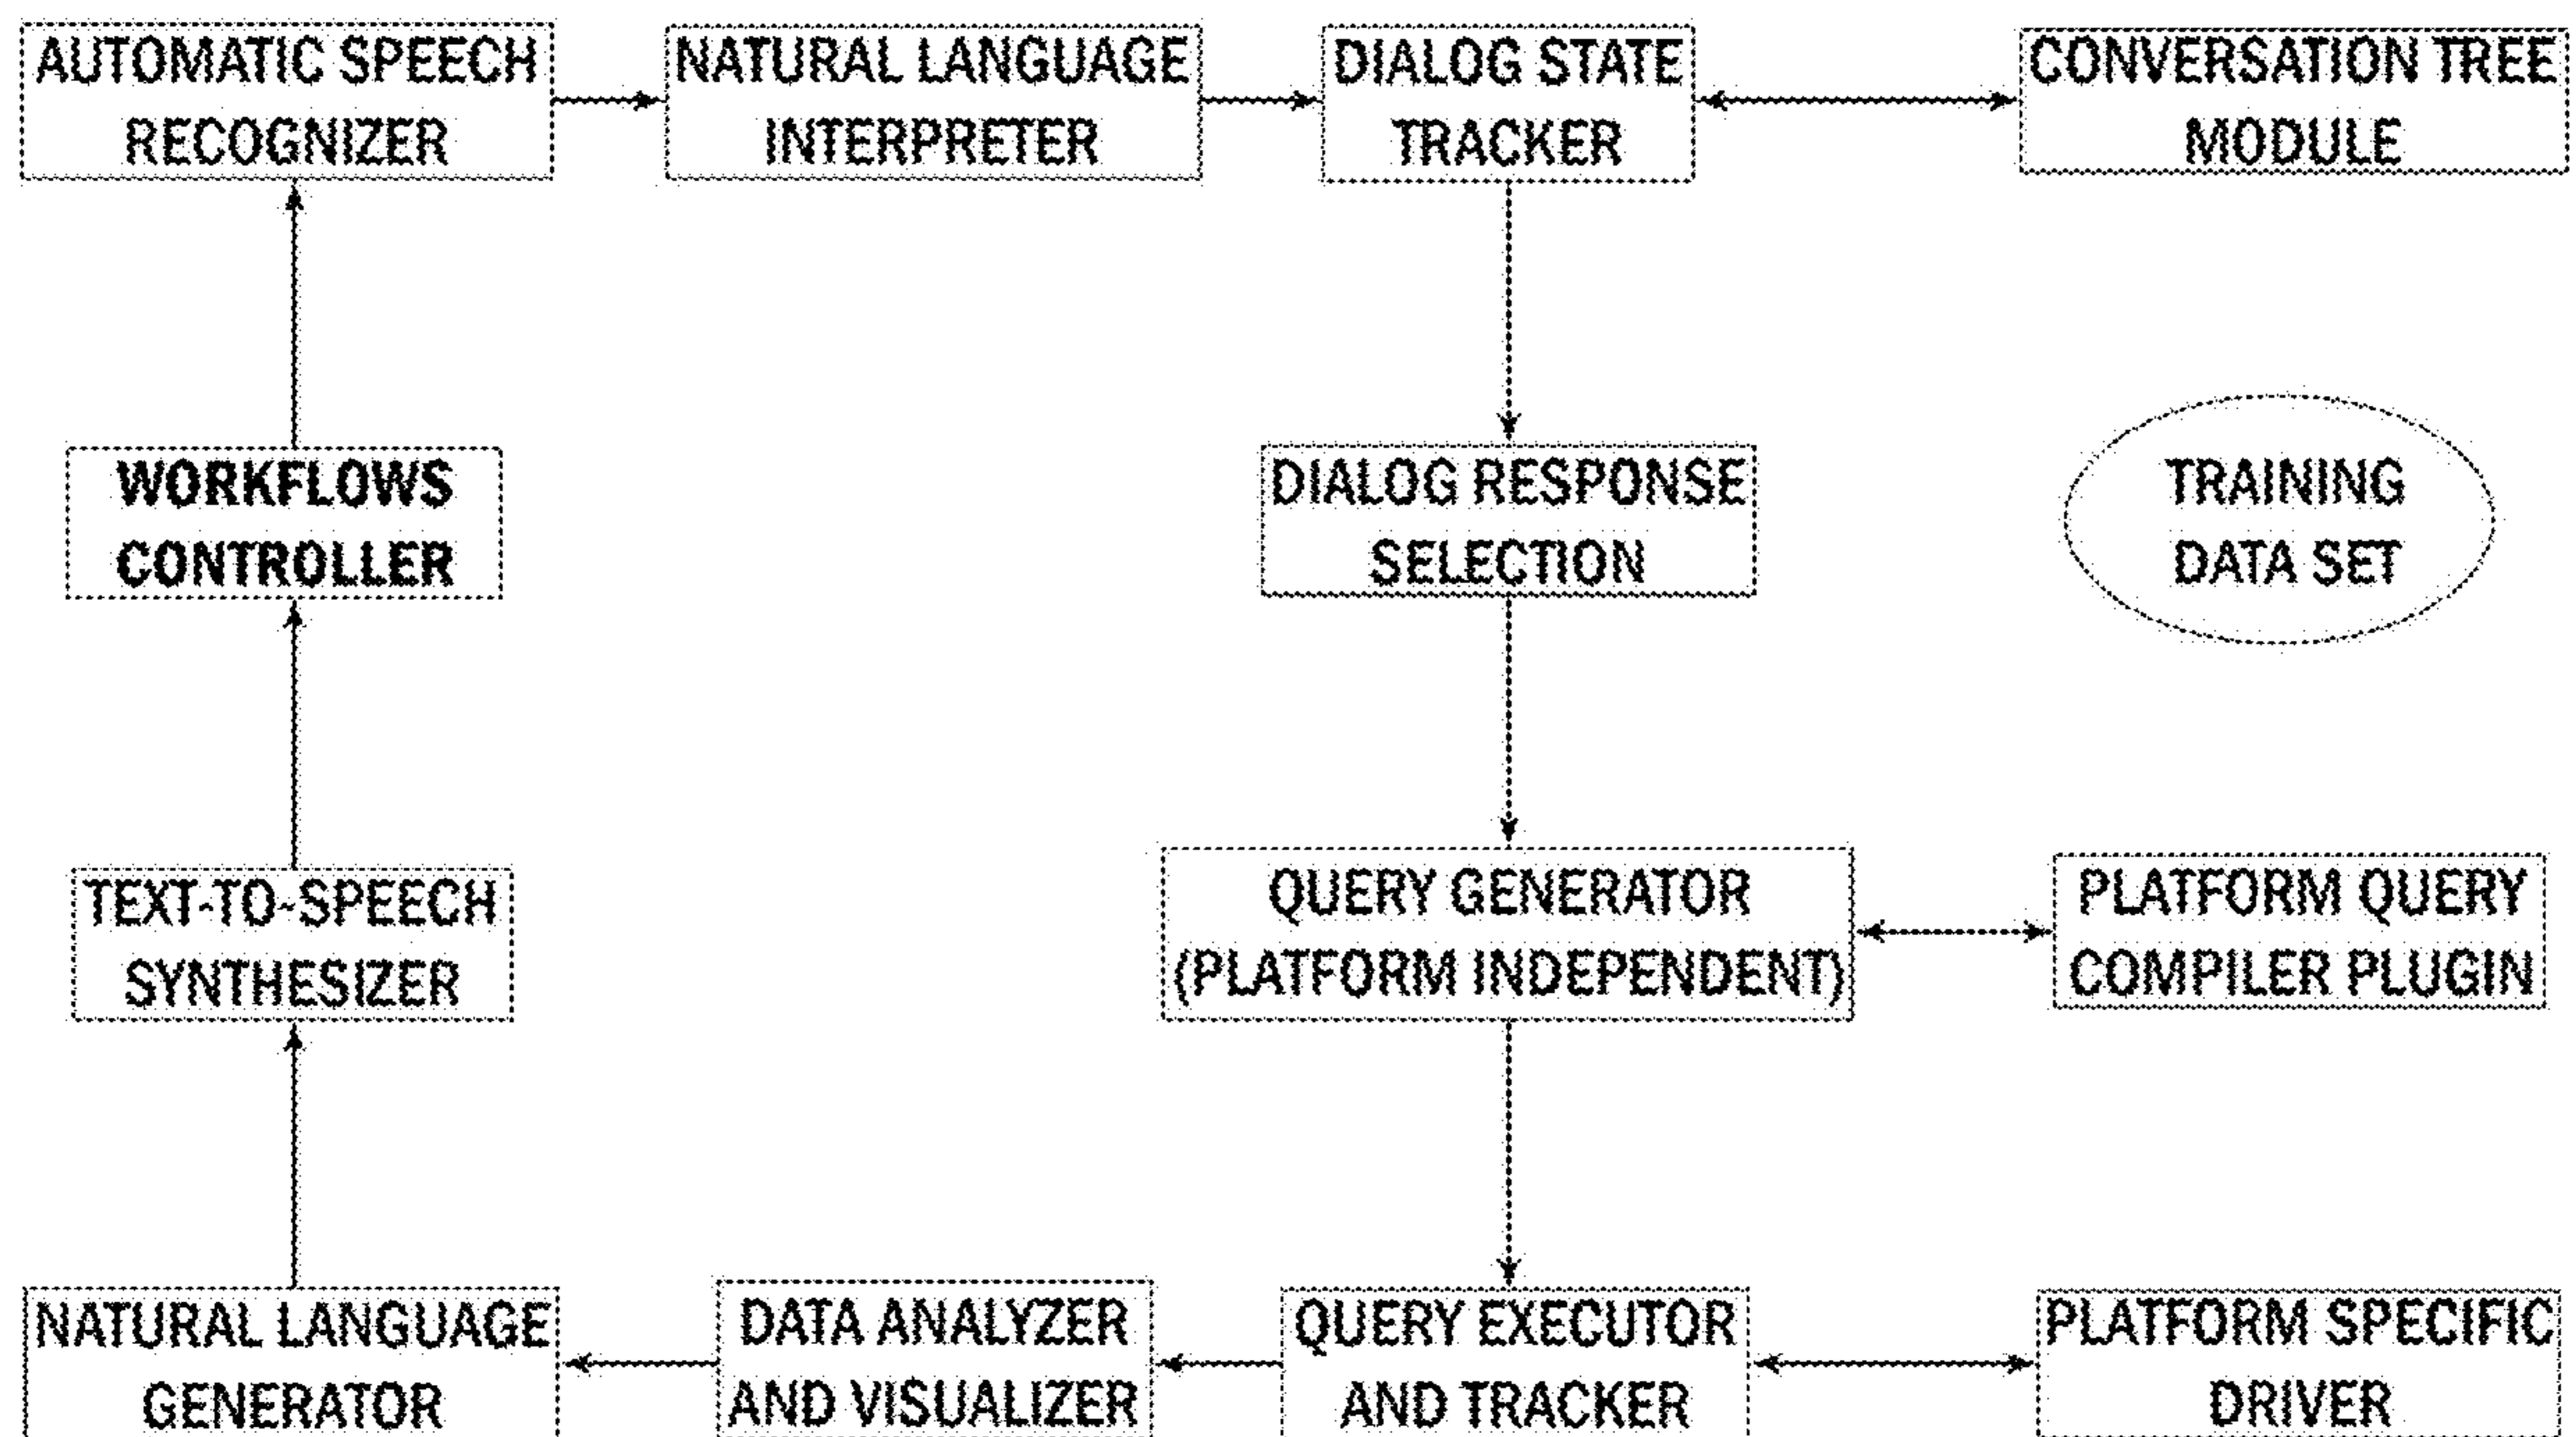 AUTOMATIC SPEECH
RECOGNIZER
NATURAL LANGUAGE
INTERPRETER
DIALOG STATE
TRACKER
CONVERSATION TREE
MODULE
WORKFLOWS
CONTROLLER
DIALOG RESPONSE
SELECTION
TRAINING
DATA SET
TEXT-TO-SPEECH
SYNTHESIZER
QUERY GENERATOR
(PLATFORM INDEPENDENT)
PLATFORM QUERY
COMPILER PLUGIN
NATURAL LANGUAGE
GENERATOR
DATA ANALYZER
AND VISUALIZER
QUERY EXECUTOR
AND TRACKER
PLATFORM SPECIFIC
DRIVER